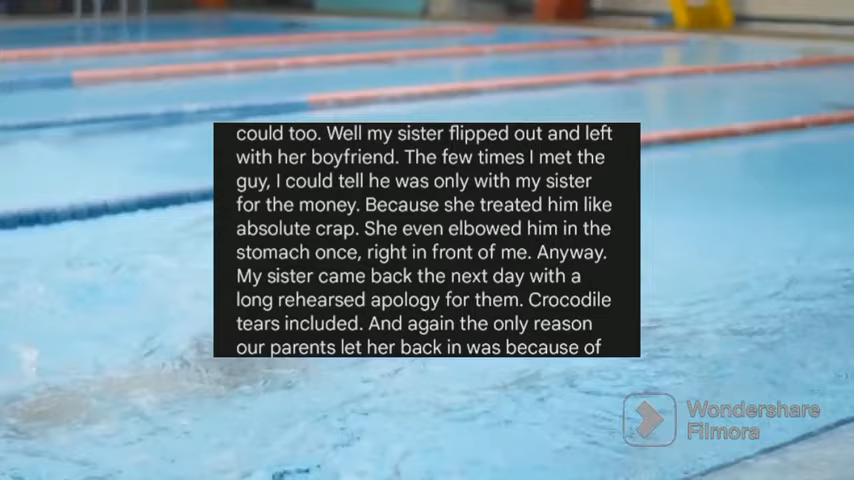 could too. Well my sister flipped out and left
with her boyfriend. The few times I met the
guy, I could tell he was only with my sister
for the money. Because she treated him like
absolute crap. She even elbowed him in the
stomach once, right in front of me. Anyway.
My sister came back the next day with a
long rehearsed apology for them. Crocodile
tears included. And again the only reason
our parents let her back in was because of
Wondershare
Filmora